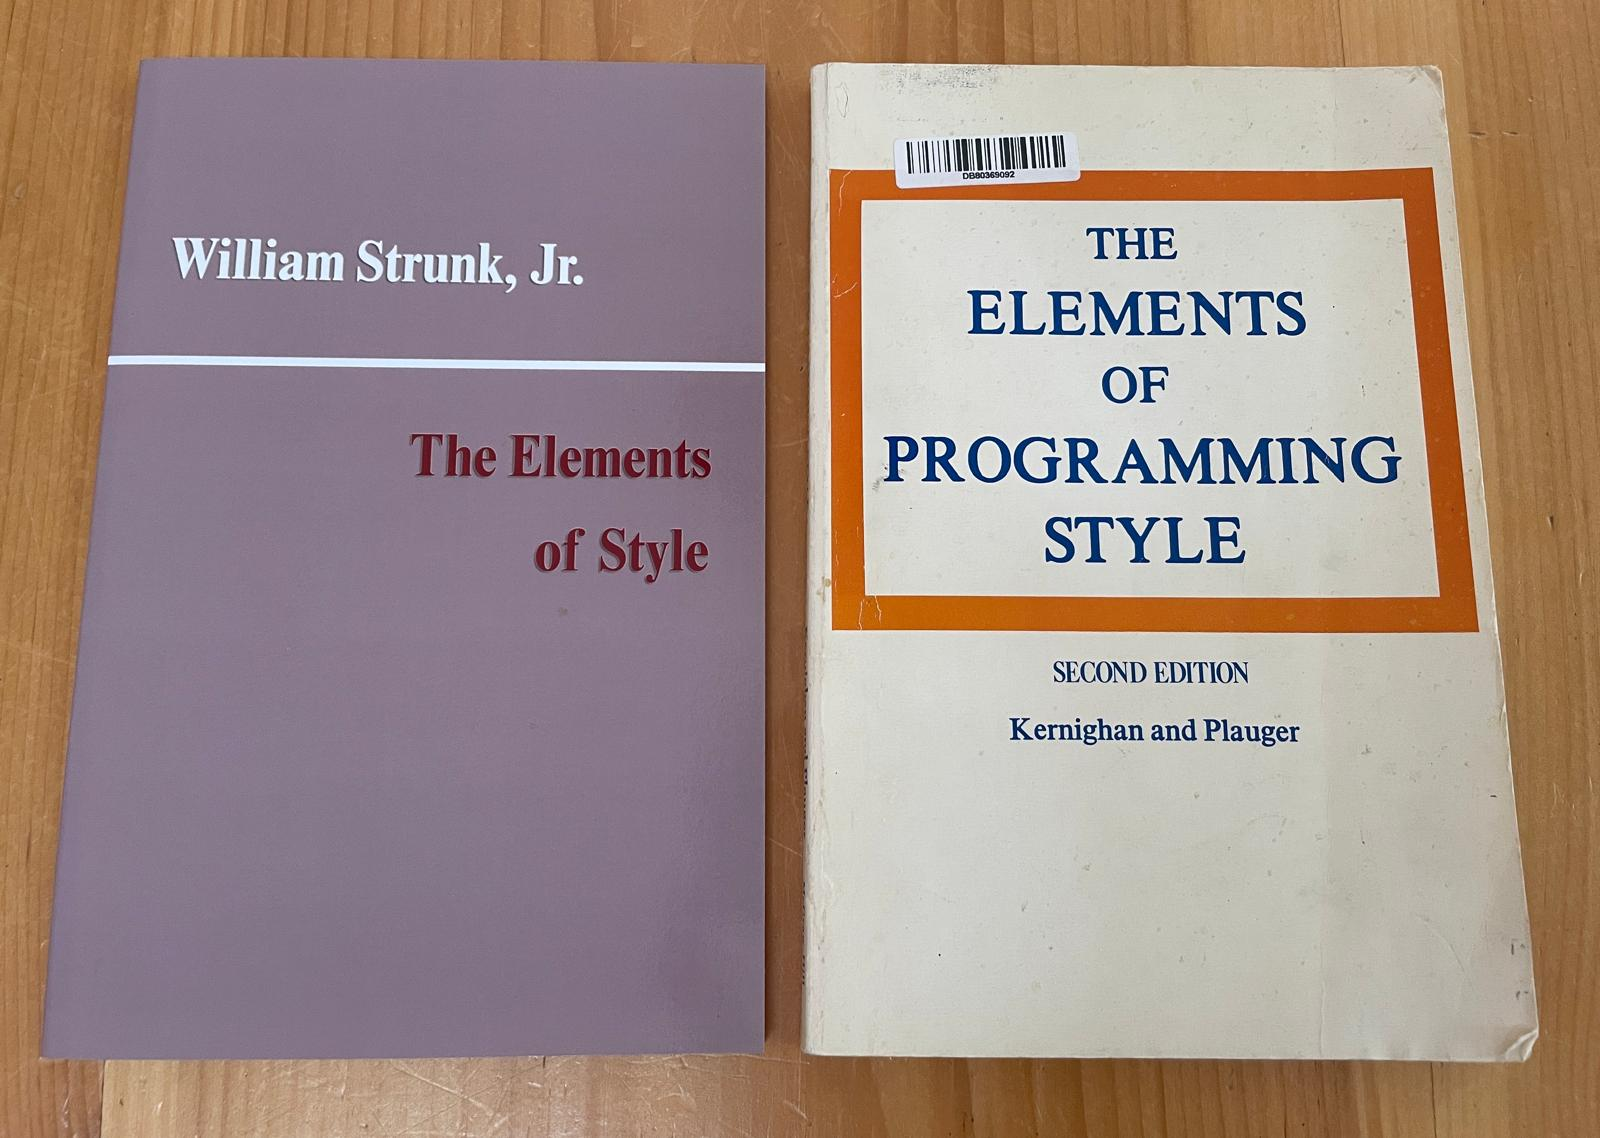 William Strunk, Jr.
The Elements
of Style
DB80369092
THE
ELEMENTS
OF
PROGRAMMING
STYLE
SECOND EDITION
Kernighan and Plauger